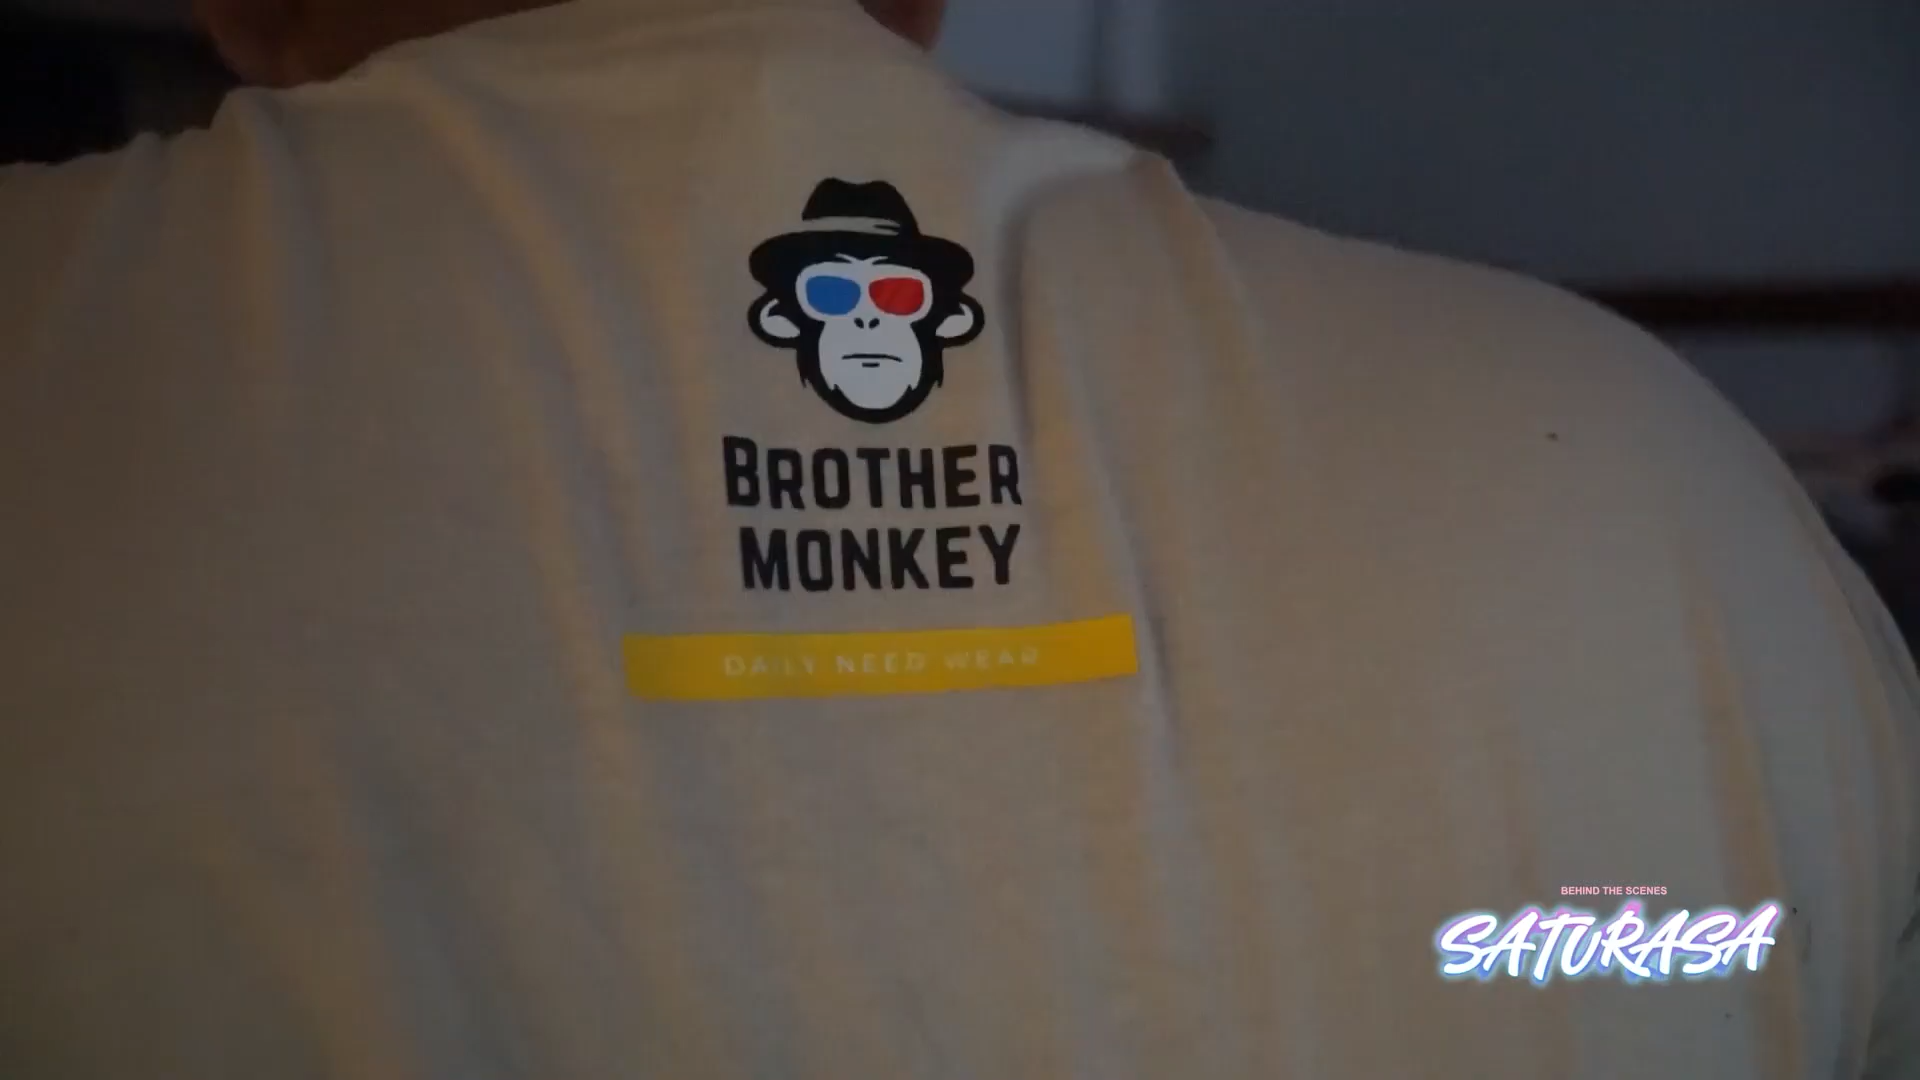 BROTHER
MONKEY
DAILY NEED WEAR
BEHIND THE SCENES
SATURASA